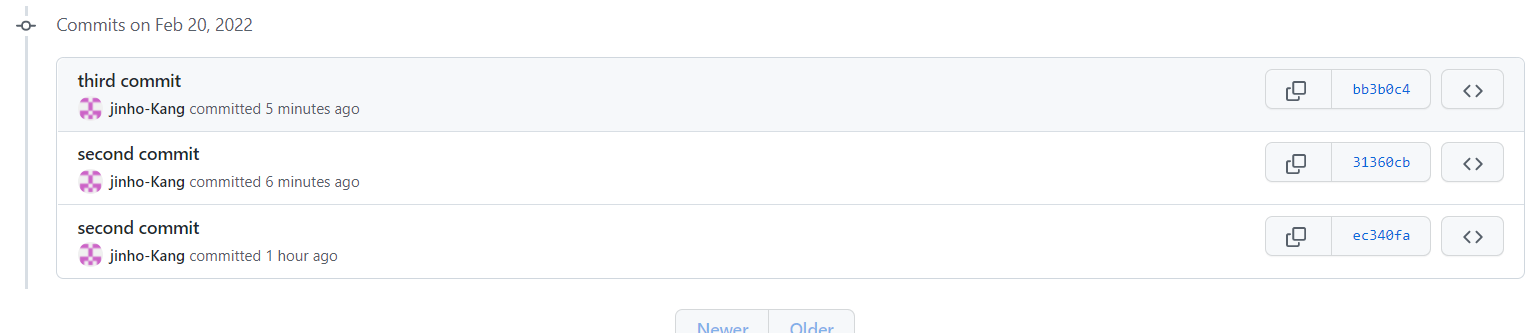 Commits on Feb 20, 2022
third commit
jinho-Kang committed 5 minutes ago
bb3b0c4
second commit
jinho-Kang committed 6 minutes ago
31360cb
second commit
jinho-Kang committed 1 hour ago
ec340fa
Newer Older